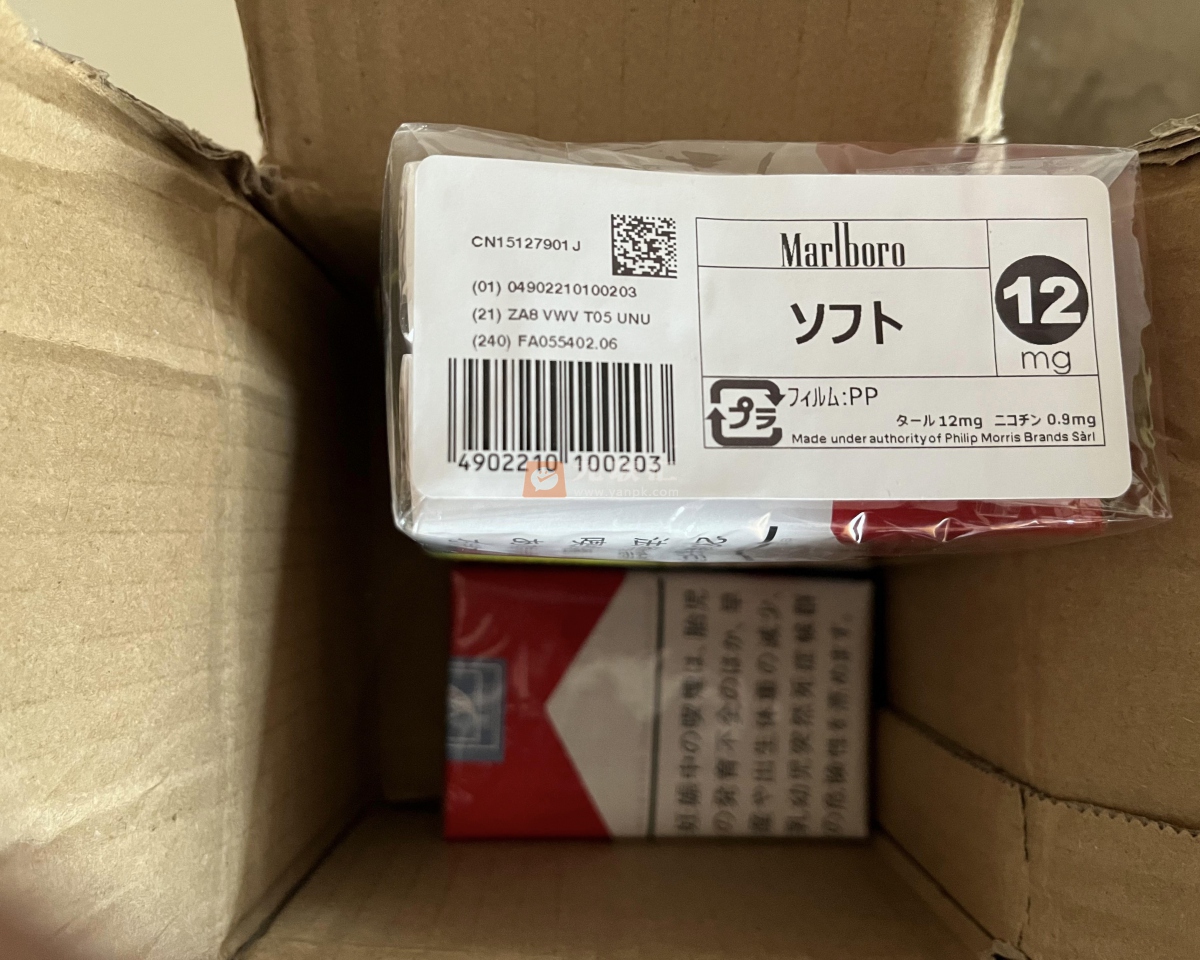 CN15127901J
(01) 04902210100203
(21) ZA8 VWV T05 UNU
(240) FA055402.06
4902210 100203
Marlboro
ソフト
12
mg
プラ
フィルム:PP
タール12mg ニコチン0.9mg
Made under authority of Philip Morris Brands Sàrl
www.yanpk.com
妊娠中の喫煙は、胎児
の発育不全のほか、早
産や出生体重の減少、
乳幼児突然死症候群
の危険性を高めます。